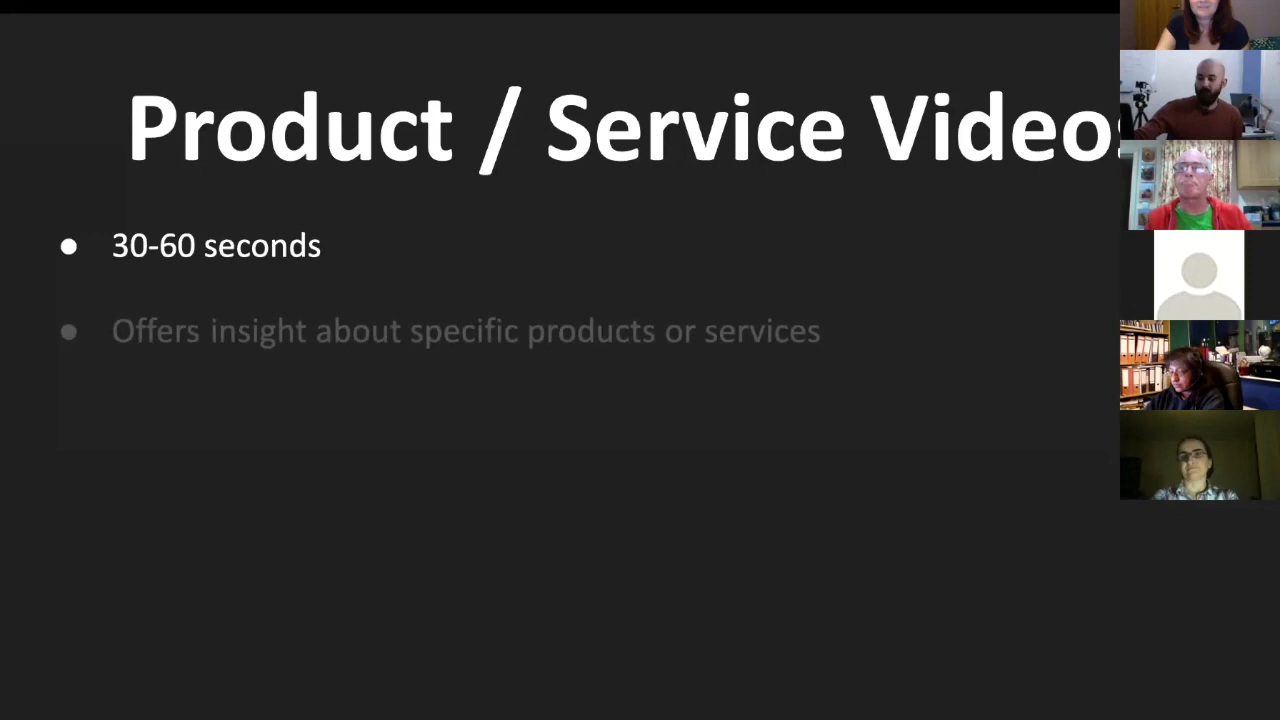 Product / Service Videos
● 30-60 seconds
● Offers insight about specific products or services